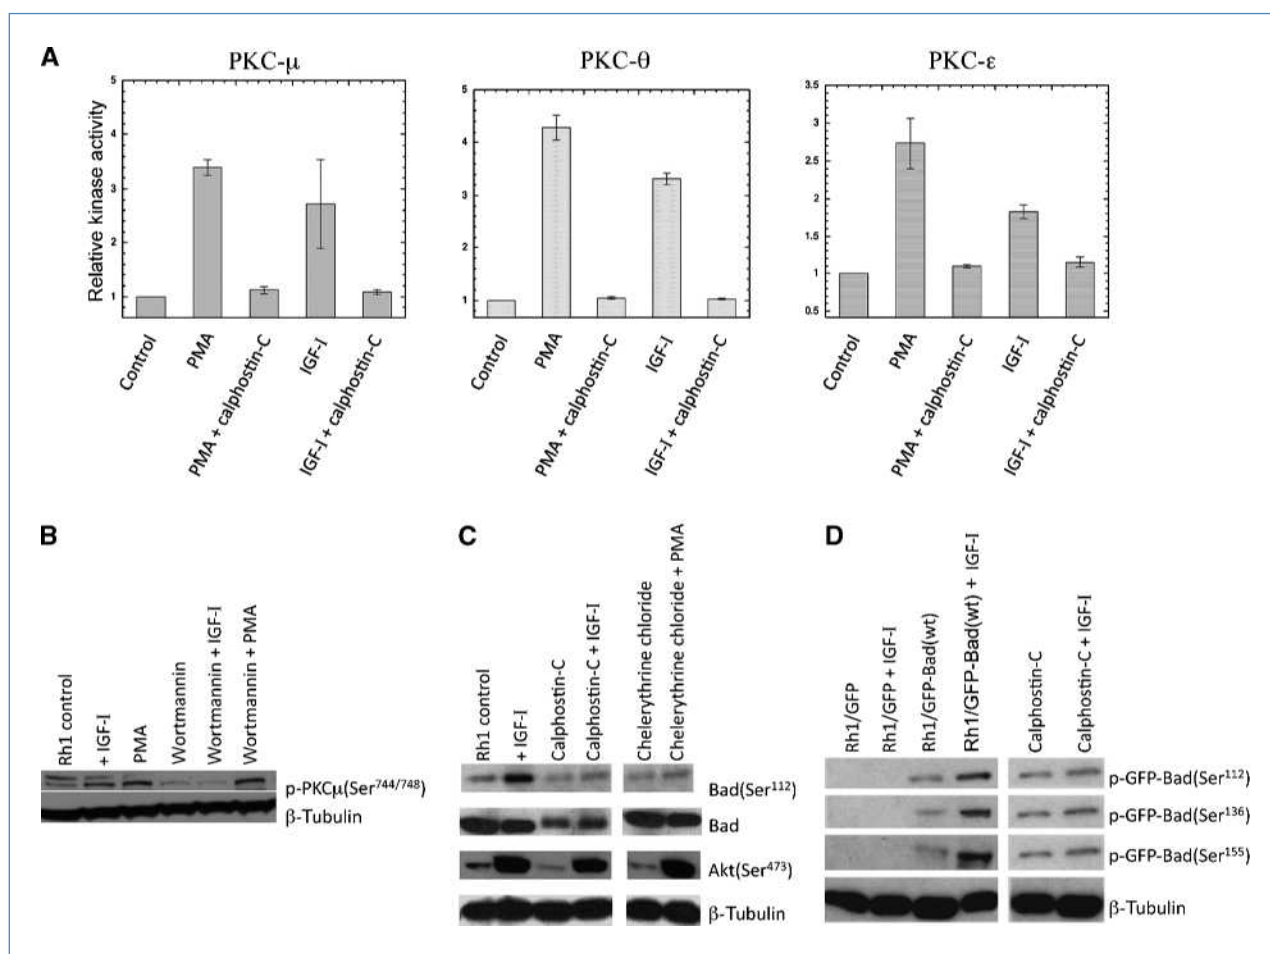 A
PKC-μ
PKC-θ
PKC-ε
Relative kinase activity
5
4
3
2
1
5
4
3
2
1
3.5
3
2.5
2
1.5
1
0.5
Control
PMA
PMA + calphostin-C
IGF-I
IGF-I + calphostin-C
Control
PMA
PMA + calphostin-C
IGF-I
IGF-I + calphostin-C
Control
PMA
PMA + calphostin-C
IGF-I
IGF-I + calphostin-C
B
Rh1 control
+ IGF-I
PMA
Wortmannin
Wortmannin + IGF-I
Wortmannin + PMA
p-PKCμ(Ser744/748)
β-Tubulin
C
Rh1 control
+ IGF-I
Calphostin-C
Calphostin-C + IGF-I
Chelerythrine chloride
Chelerythrine chloride + PMA
Bad(Ser112)
Bad
Akt(Ser473)
β-Tubulin
D
Rh1/GFP
Rh1/GFP + IGF-I
Rh1/GFP-Bad(wt)
Rh1/GFP-Bad(wt) + IGF-I
Calphostin-C
Calphostin-C + IGF-I
p-GFP-Bad(Ser112)
p-GFP-Bad(Ser136)
p-GFP-Bad(Ser155)
β-Tubulin